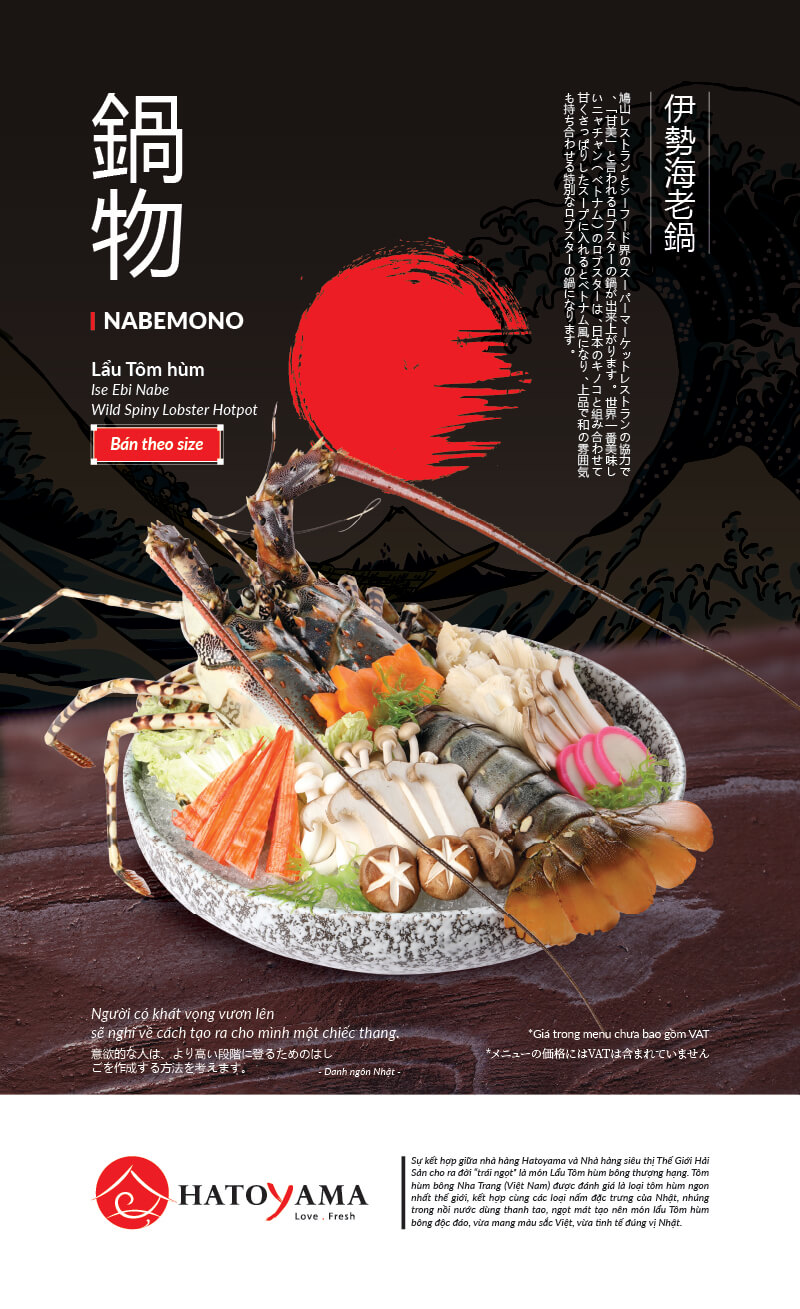 鍋物
伊勢海老鍋
鳩山レストランとシーフード界のスーパーマーケットレストランの協力で
、「甘美」と言われるロブスターの鍋が出来上がります。世界一番美味し
いニャチャン（ベトナム）のロブスターは、日本のキノコと組み合わせて
甘くさっぱりしたスープに入れるとベトナム風になり、上品で和の雰囲気
も持ち合わせる特別なロブスターの鍋になります。
NABEMONO
Lẩu Tôm hùm
Ise Ebi Nabe
Wild Spiny Lobster Hotpot
Bán theo size
Người có khát vọng vươn lên
sẽ nghĩ về cách tạo ra cho mình một chiếc thang.
意欲的な人は、より高い段階に登るためのはし
ごを作成する方法を考えます。
- Danh ngôn Nhật -
*Giá trong menu chưa bao gồm VAT
*メニューの価格にはVATは含まれていません
HATOYAMA
Love . Fresh
Sự kết hợp giữa nhà hàng Hatoyama và Nhà hàng siêu thị Thế Giới Hải
Sản cho ra đời “trái ngọt” là món Lẩu Tôm hùm bông thượng hạng. Tôm
hùm bông Nha Trang (Việt Nam) được đánh giá là loại tôm hùm ngon
nhất thế giới, kết hợp cùng các loại nấm đặc trưng của Nhật, nhúng
trong nồi nước dùng thanh tao, ngọt mát tạo nên món lẩu Tôm hùm
bông độc đáo, vừa mang màu sắc Việt, vừa tinh tế đúng vị Nhật.